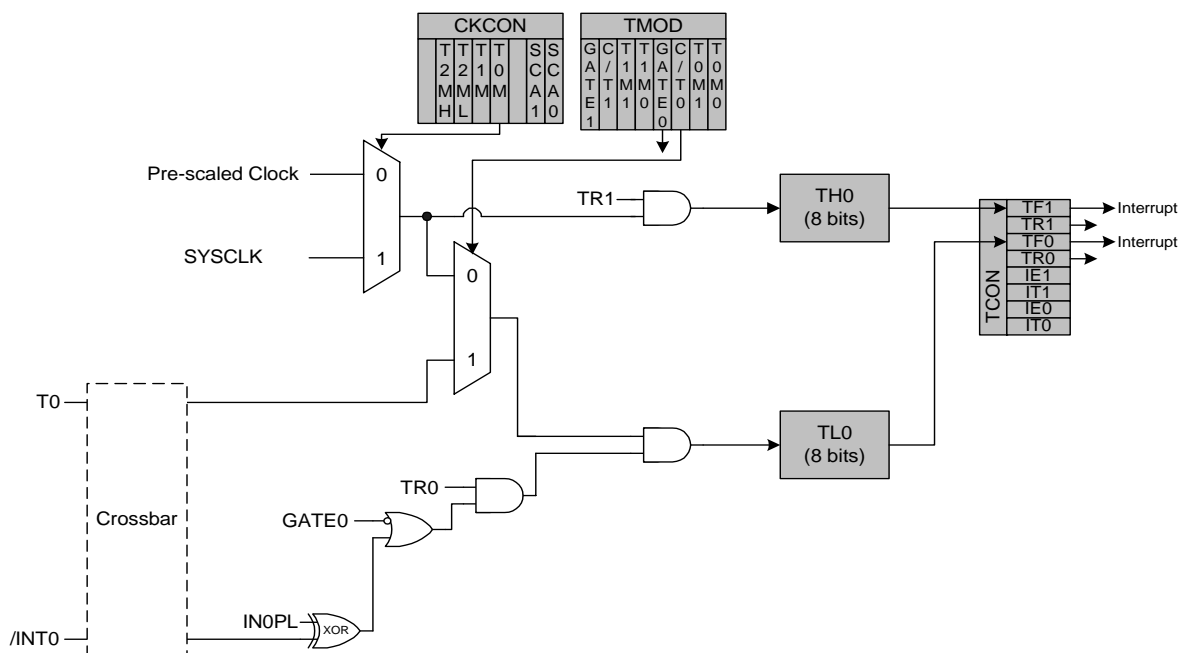 CKCON
T2MH
T2ML
T1M
T0M
SCA1
SCA0
TMOD
GATE1
C/T1
T1M1
T1M0
GATE0
C/T0
T0M1
T0M0
Pre-scaled Clock
0
SYSCLK
1
TR1
TH0
(8 bits)
TCON
TF1
TR1
TF0
TR0
IE1
IT1
IE0
IT0
Interrupt
Interrupt
0
1
T0
Crossbar
/INT0
TL0
(8 bits)
TR0
GATE0
IN0PL
XOR